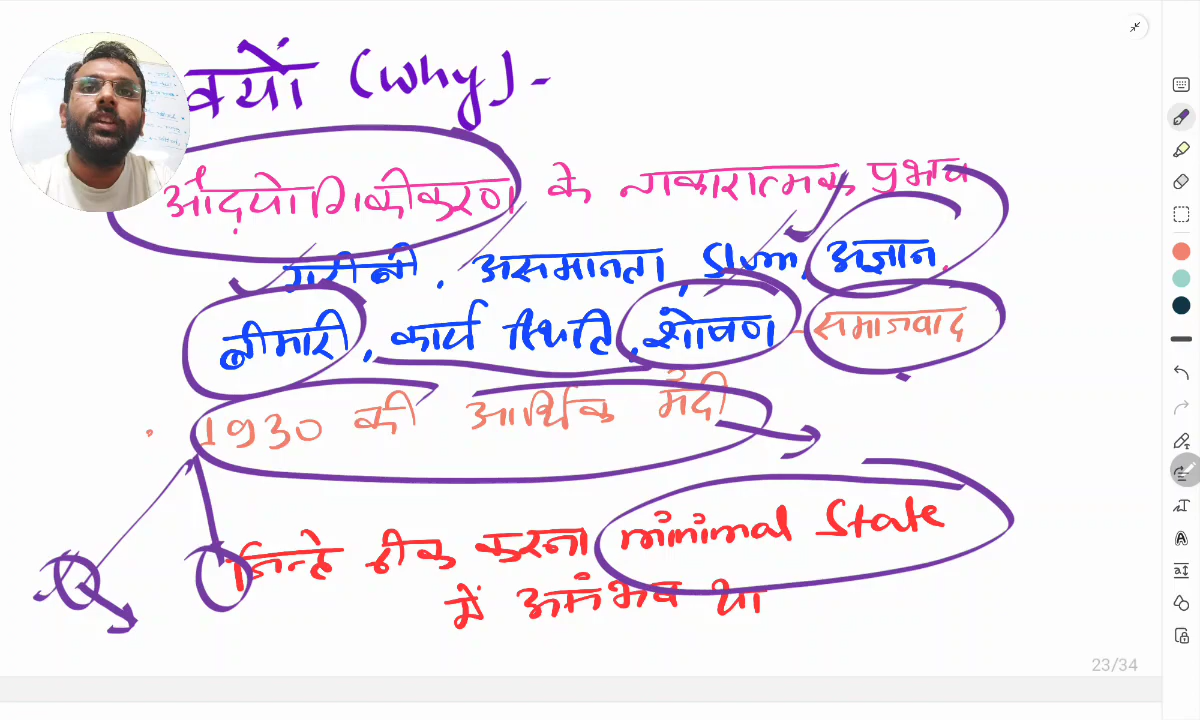 क्यों (Why) -
औद्योगिकीकरण के नाकारात्मक प्रभाव
गरीबी, असमानता, Slum, अज्ञान,
बीमारी, कार्य स्थिति, शोषण - समाजवाद
1930 की आर्थिक मंदी
जिन्हे ठीक करना minimal State
में असंभव था
23/34